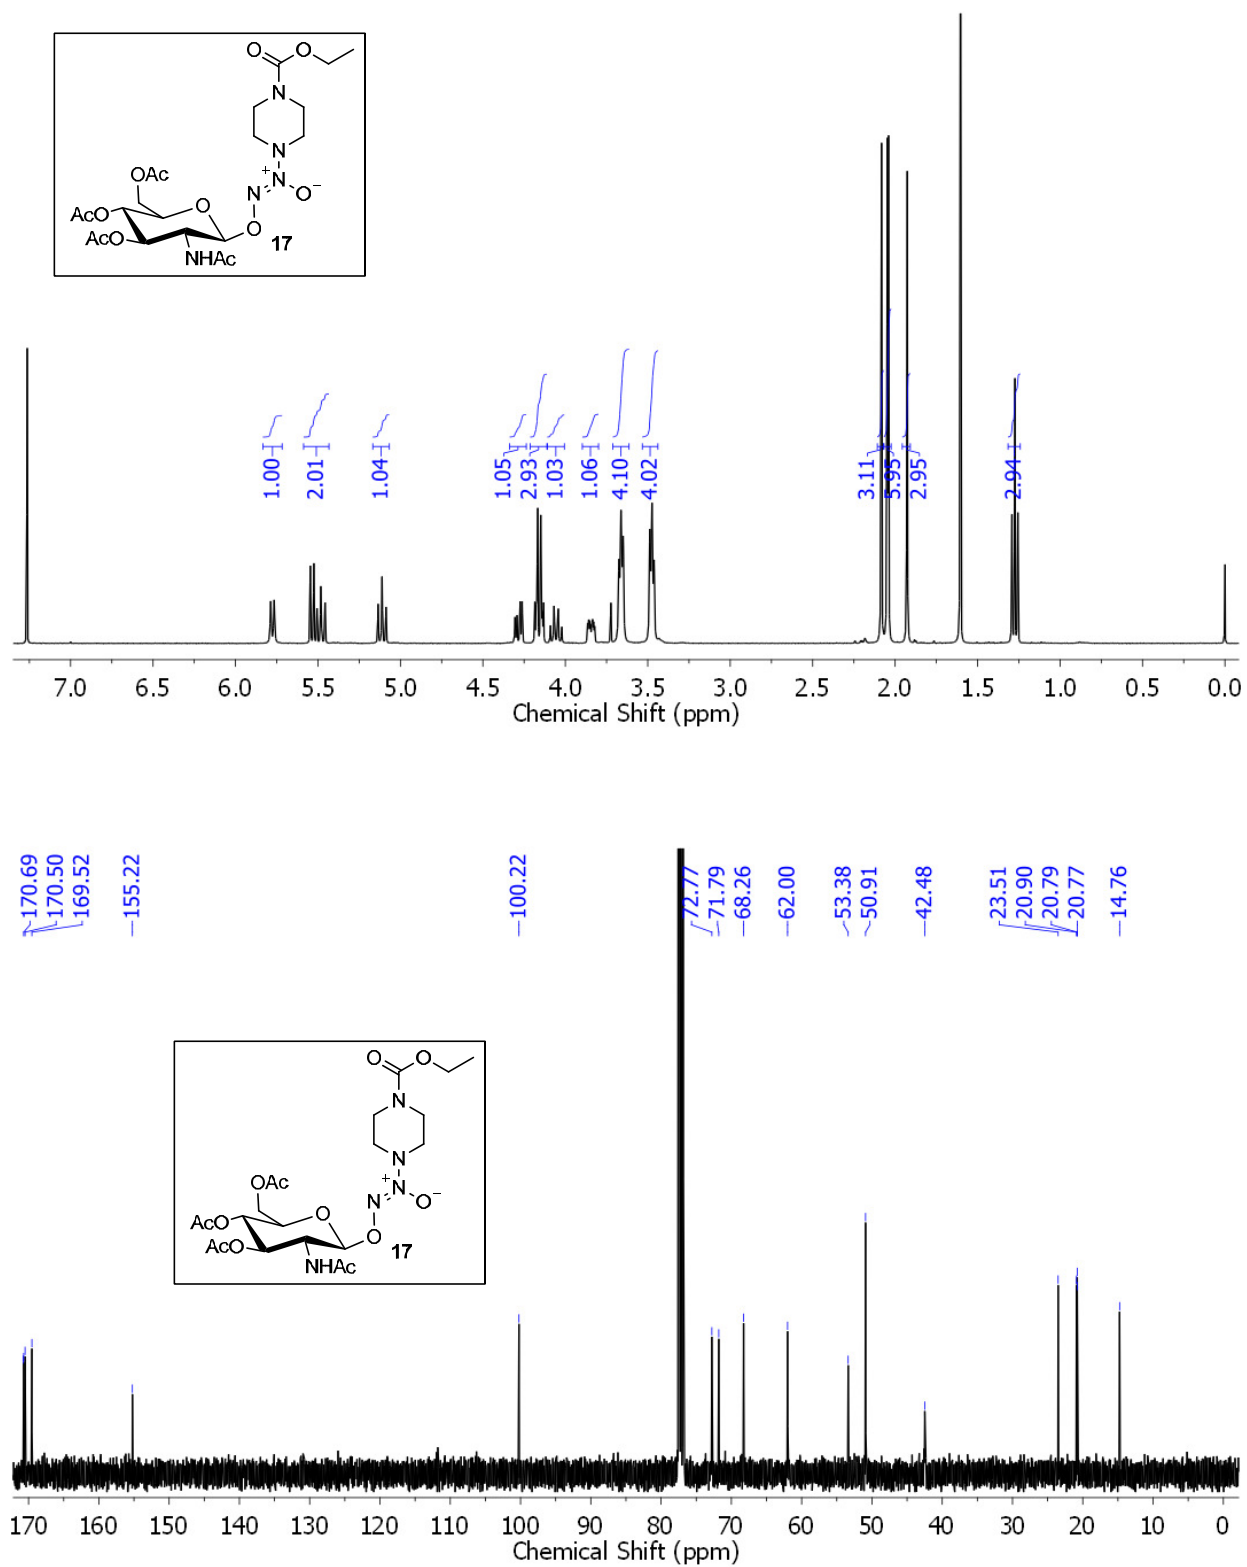 O
O
N
N
OAc
N
+
N
O
−
AcO
O
AcO
O
17
NHAc
1.00
2.01
1.04
1.05
2.93
1.03
1.06
4.10
4.02
3.11
5.95
2.95
2.94
7.0 6.5 6.0 5.5 5.0 4.5 4.0 3.5 3.0 2.5 2.0 1.5 1.0 0.5 0.0
Chemical Shift (ppm)
170.69
170.50
169.52
155.22
100.22
72.77
71.79
68.26
62.00
53.38
50.91
42.48
23.51
20.90
20.79
20.77
14.76
O
O
N
N
OAc
N
+
N
O
−
AcO
O
AcO
O
17
NHAc
170 160 150 140 130 120 110 100 90 80 70 60 50 40 30 20 10 0
Chemical Shift (ppm)